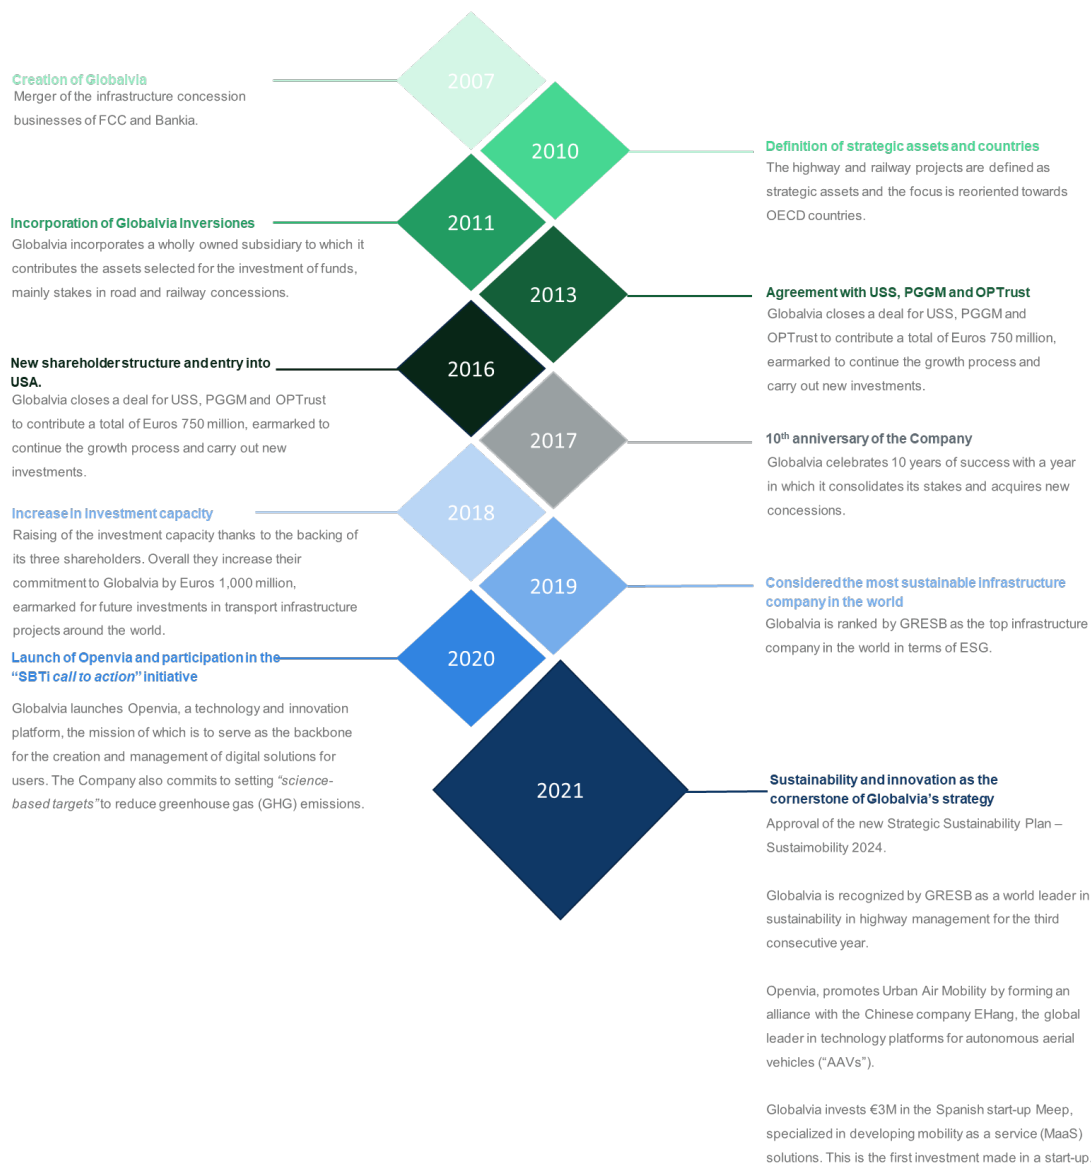 2007
Creation of Globalvia
Merger of the infrastructure concession
businesses of FCC and Bankia.
2010
Definition of strategic assets and countries
The highway and railway projects are defined as
strategic assets and the focus is reoriented towards
OECD countries.
2011
Incorporation of Globalvia Inversiones
Globalvia incorporates a wholly owned subsidiary to which it
contributes the assets selected for the investment of funds,
mainly stakes in road and railway concessions.
2013
Agreement with USS, PGGM and OPTrust
Globalvia closes a deal for USS, PGGM and
OPTrust to contribute a total of Euros 750 million,
earmarked to continue the growth process and
carry out new investments.
2016
New shareholder structure and entry into
USA.
Globalvia closes a deal for USS, PGGM and OPTrust
to contribute a total of Euros 750 million, earmarked to
continue the growth process and carry out new
investments.
2017
10th anniversary of the Company
Globalvia celebrates 10 years of success with a year
in which it consolidates its stakes and acquires new
concessions.
2018
Increase in investment capacity
Raising of the investment capacity thanks to the backing of
its three shareholders. Overall they increase their
commitment to Globalvia by Euros 1,000 million,
earmarked for future investments in transport infrastructure
projects around the world.
2019
Considered the most sustainable infrastructure
company in the world
Globalvia is ranked by GRESB as the top infrastructure
company in the world in terms of ESG.
2020
Launch of Openvia and participation in the
“SBTi call to action” initiative
Globalvia launches Openvia, a technology and innovation
platform, the mission of which is to serve as the backbone
for the creation and management of digital solutions for
users. The Company also commits to setting “science-
based targets” to reduce greenhouse gas (GHG) emissions.
2021
Sustainability and innovation as the
cornerstone of Globalvia’s strategy
Approval of the new Strategic Sustainability Plan –
Sustaimobility 2024.
Globalvia is recognized by GRESB as a world leader in
sustainability in highway management for the third
consecutive year.
Openvia, promotes Urban Air Mobility by forming an
alliance with the Chinese company EHang, the global
leader in technology platforms for autonomous aerial
vehicles (“AAVs”).
Globalvia invests €3M in the Spanish start-up Meep,
specialized in developing mobility as a service (MaaS)
solutions. This is the first investment made in a start-up